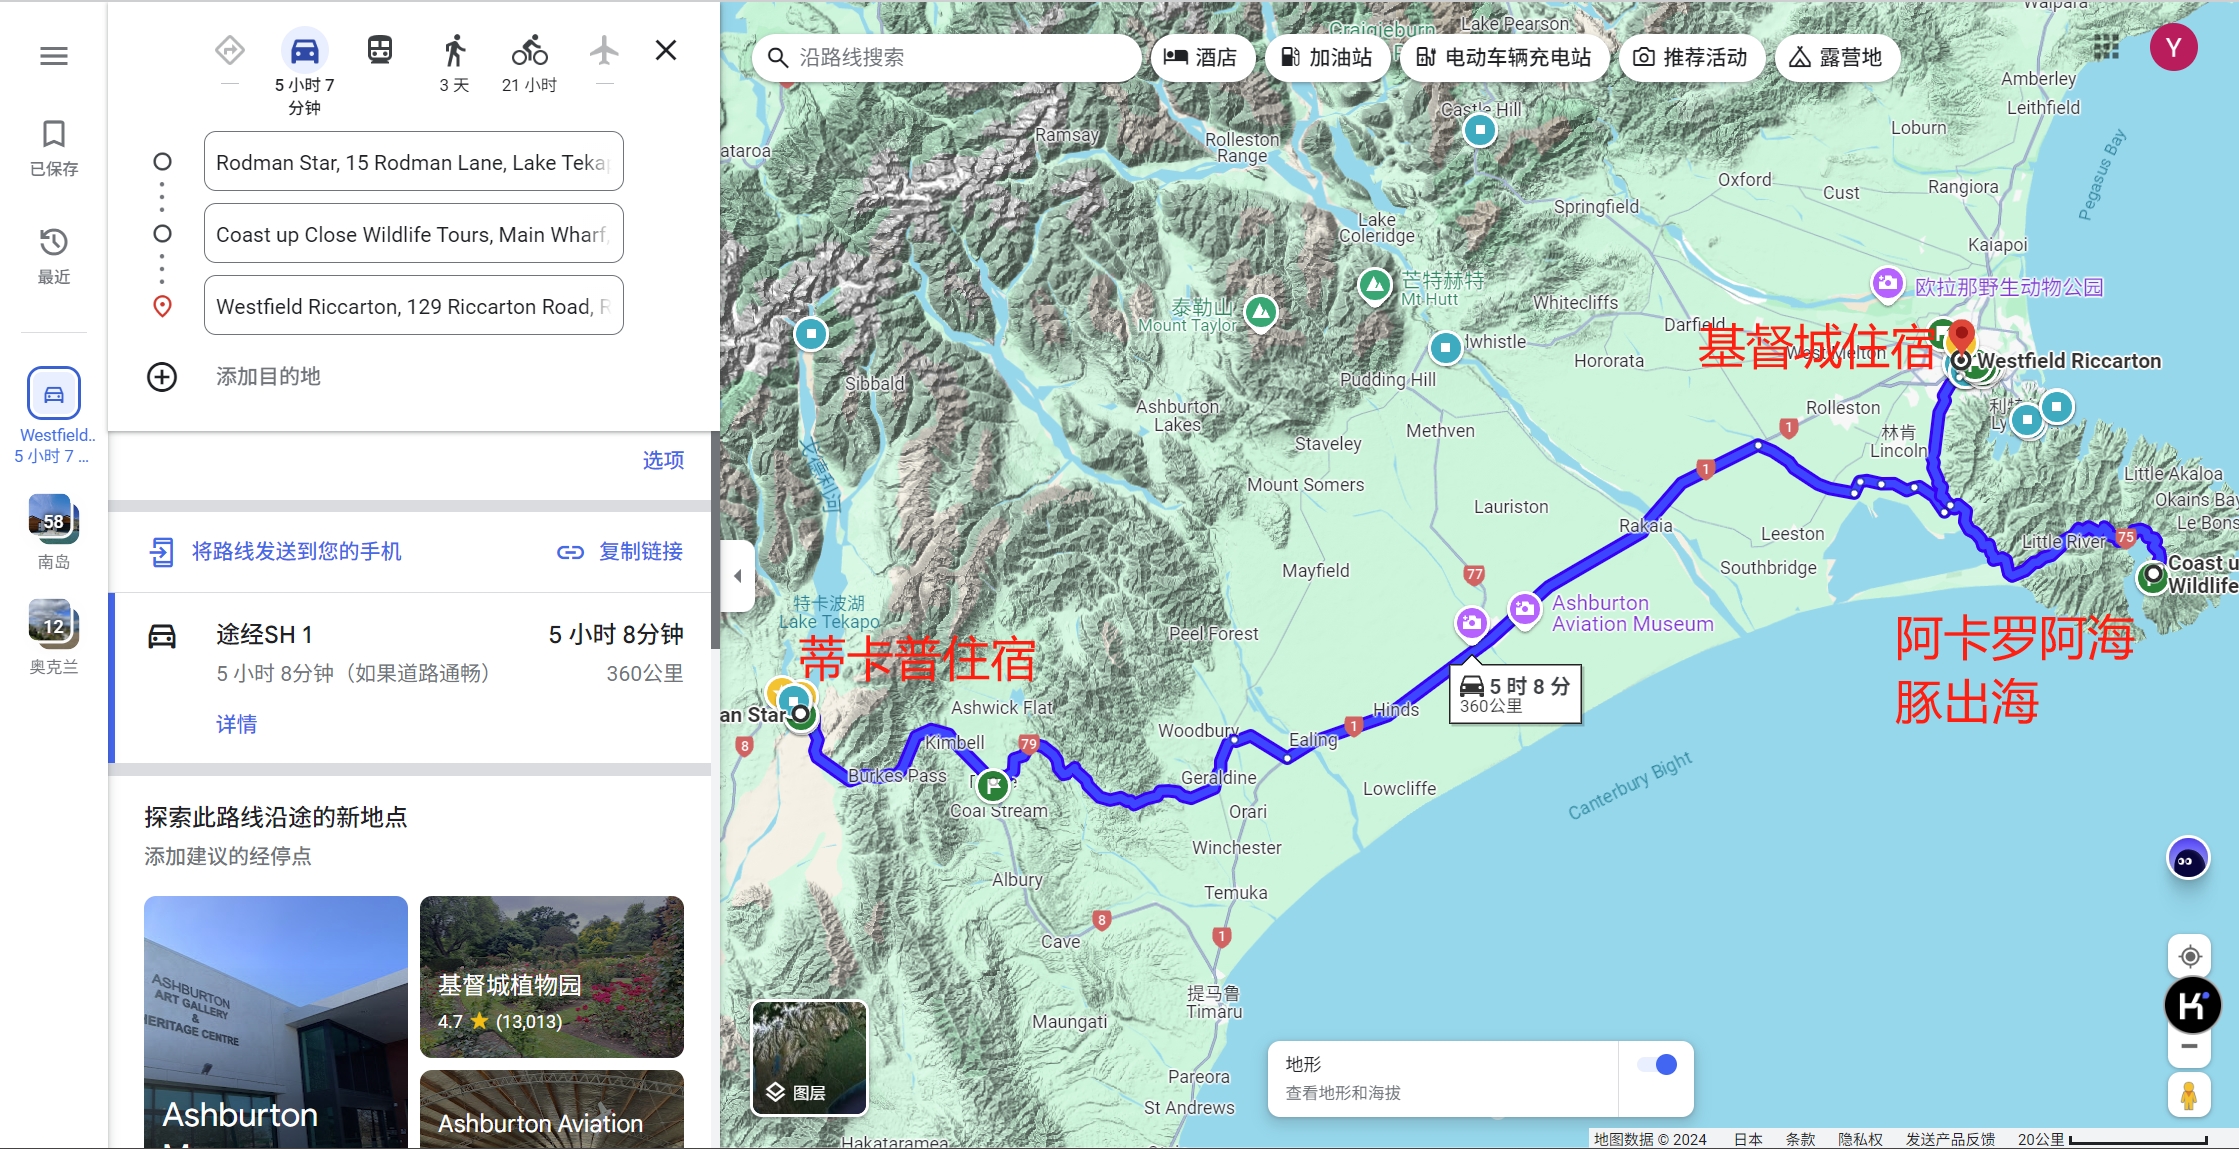 已保存
最近
Westfield..
5 小时 7 ...
58
南岛
12
奥克兰
5 小时 7
分钟
3 天
21 小时
Rodman Star, 15 Rodman Lane, Lake Teka
Coast up Close Wildlife Tours, Main Wharf,
Westfield Riccarton, 129 Riccarton Road, R
添加目的地
选项
将路线发送到您的手机
复制链接
途经SH 1
5 小时 8分钟
5 小时 8分钟（如果道路通畅）
360公里
详情
探索此路线沿途的新地点
添加建议的经停点
ASHBURTON
ART GALLERY
&
HERITAGE CENTRE
Ashburton
基督城植物园
4.7 ★ (13,013)
Ashburton Aviation
沿路线搜索
酒店
加油站
电动车辆充电站
推荐活动
露营地
Y
Craigieburn
Lake Pearson
Waipara
Amberley
Leithfield
Castle Hill
Loburn
Ramsay
Rolleston
Range
ataroa
Oxford
Cust
Rangiora
Pegasus Bay
Springfield
Lake
Coleridge
Kaiapoi
芒特赫特
Mt Hutt
欧拉那野生动物公园
泰勒山
Mount Taylor
Whitecliffs
Darfield
West Melton
基督城住宿
Westfield Riccarton
lwhistle
Hororata
Pudding Hill
Sibbald
Ashburton
Lakes
Rolleston
Methven
Staveley
1
林肯
Lincoln
利特
Ly
1
Little Akaloa
Okains Bay
Le Bons
Mount Somers
Lauriston
Rakaia
Leeston
Little River
75
Coast u
Wildlife
Mayfield
77
Southbridge
特卡波湖
Lake Tekapo
Ashburton
Aviation Museum
Peel Forest
蒂卡普住宿
阿卡罗阿海
豚出海
5 时 8 分
360公里
an Star
Ashwick Flat
Hinds
8
Kimbell
79
Woodbury
Ealing
1
Burkes Pass
Geraldine
Lowcliffe
Canterbury Bight
Coal Stream
Orari
Winchester
Albury
Temuka
8
Cave
1
提马鲁
Timaru
Maungati
Pareora
St Andrews
Hakataramea
图层
地形
查看地形和海拔
地图数据 © 2024
日本
条款
隐私权
发送产品反馈
20公里